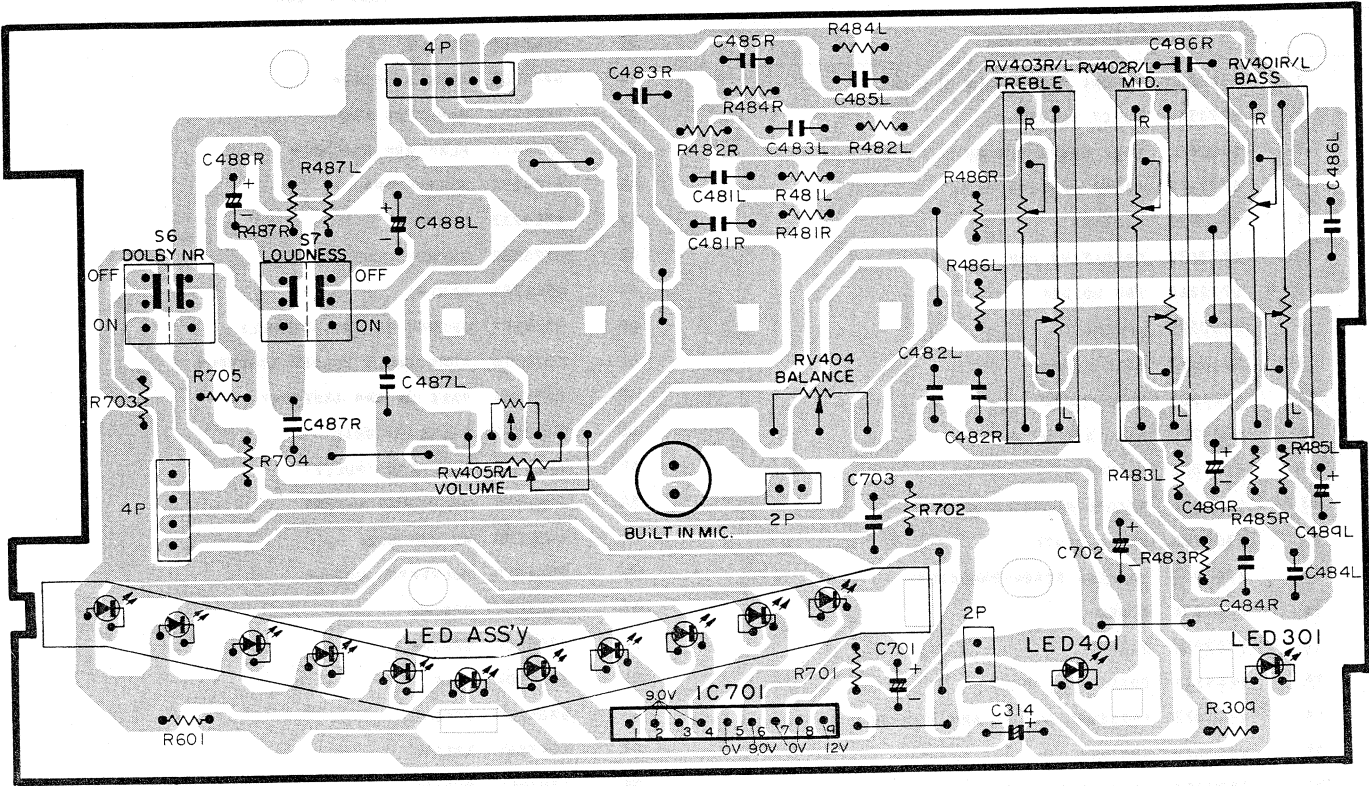 4P
C483R
C485R
R484R
R484L
C485L
RV403R/L
TREBLE
RV402R/L
MID.
C486R
RV401R/L
BASS
R
R
R
R482R
C483L
R482L
C486L
C488R
+
−
R487L
R487R
+
−
C488L
C481L
R481L
C481R
R481R
R486R
R486L
S6
DOLBY NR
S7
LOUDNESS
OFF
OFF
ON
ON
C487L
R705
R703
C487R
R704
RV405R/L
VOLUME
RV404
BALANCE
C482L
C482R
L
L
L
4P
BUILT IN MIC.
2P
C703
R702
R483L
+
−
C489R
R485R
R485L
+
−
C489L
C702
+
−
R483R
C484R
C484L
LED ASS'y
2P
LED401
LED301
R701
C701
+
−
IC701
9.0V
1 2 3 4 5 6 7 8 9
0V 9.0V 0V 12V
C314
− +
R309
R601